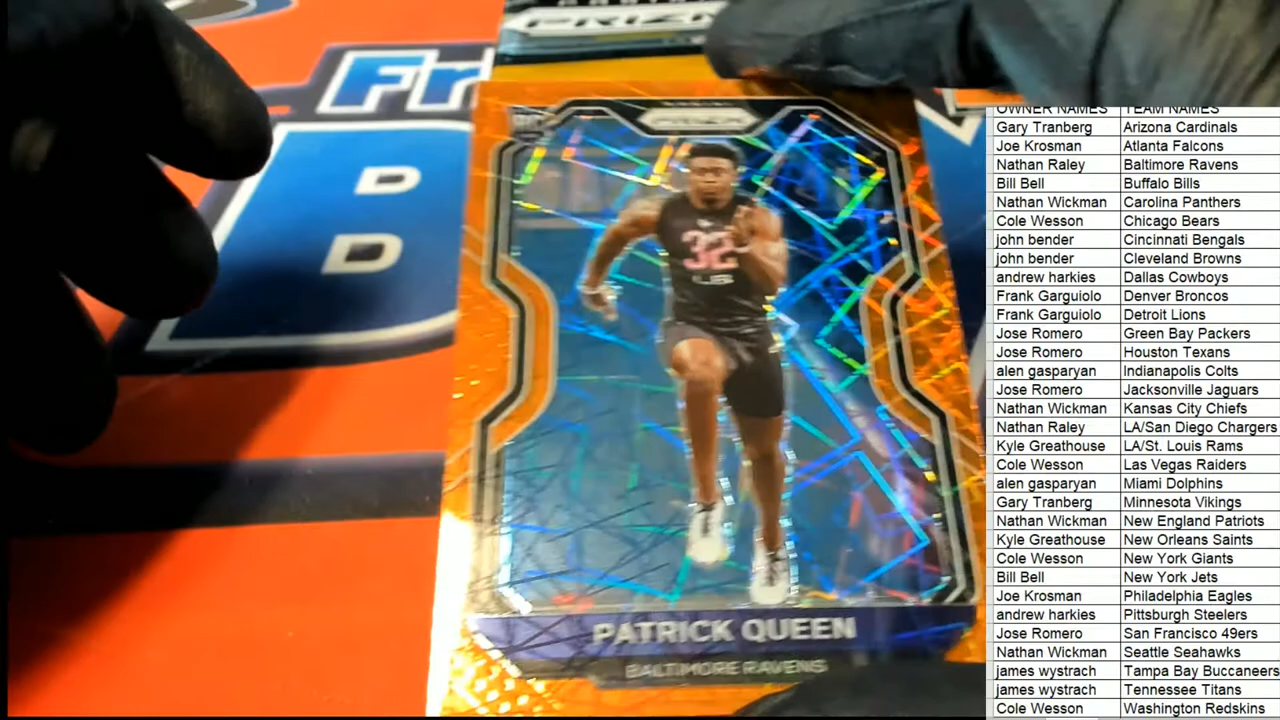 PRIZM
Fr
D
D
PRIZM
32
LB
PATRICK QUEEN
BALTIMORE RAVENS
OWNER NAMES TEAM NAMES
Gary Tranberg Arizona Cardinals
Joe Krosman Atlanta Falcons
Nathan Raley Baltimore Ravens
Bill Bell Buffalo Bills
Nathan Wickman Carolina Panthers
Cole Wesson Chicago Bears
john bender Cincinnati Bengals
john bender Cleveland Browns
andrew harkies Dallas Cowboys
Frank Garguiolo Denver Broncos
Frank Garguiolo Detroit Lions
Jose Romero Green Bay Packers
Jose Romero Houston Texans
alen gasparyan Indianapolis Colts
Jose Romero Jacksonville Jaguars
Nathan Wickman Kansas City Chiefs
Nathan Raley LA/San Diego Chargers
Kyle Greathouse LA/St. Louis Rams
Cole Wesson Las Vegas Raiders
alen gasparyan Miami Dolphins
Gary Tranberg Minnesota Vikings
Nathan Wickman New England Patriots
Kyle Greathouse New Orleans Saints
Cole Wesson New York Giants
Bill Bell New York Jets
Joe Krosman Philadelphia Eagles
andrew harkies Pittsburgh Steelers
Jose Romero San Francisco 49ers
Nathan Wickman Seattle Seahawks
james wystrach Tampa Bay Buccaneers
james wystrach Tennessee Titans
Cole Wesson Washington Redskins